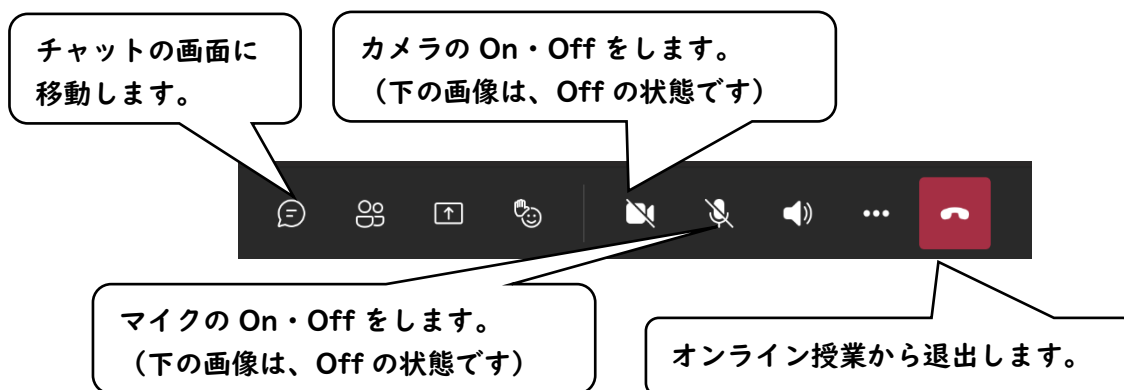 チャットの画面に
移動します。
カメラの On・Off をします。
（下の画像は、Off の状態です）
マイクの On・Off をします。
（下の画像は、Off の状態です）
オンライン授業から退出します。